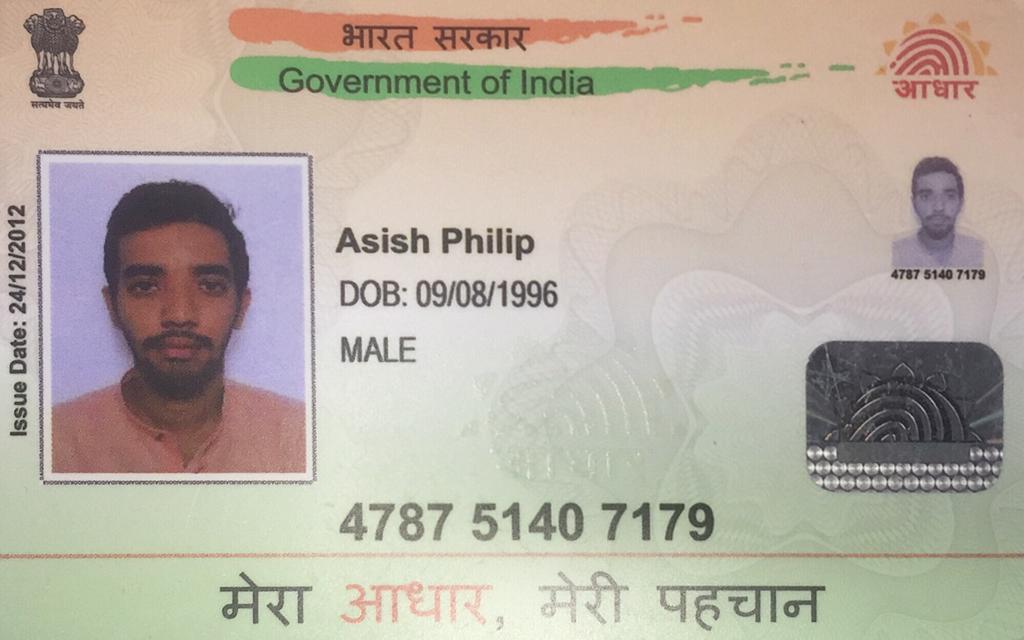 भारत सरकार
Government of India
सत्यमेव जयते
आधार
Issue Date: 24/12/2012
Asish Philip
DOB: 09/08/1996
MALE
4787 5140 7179
4787 5140 7179
मेरा आधार, मेरी पहचान